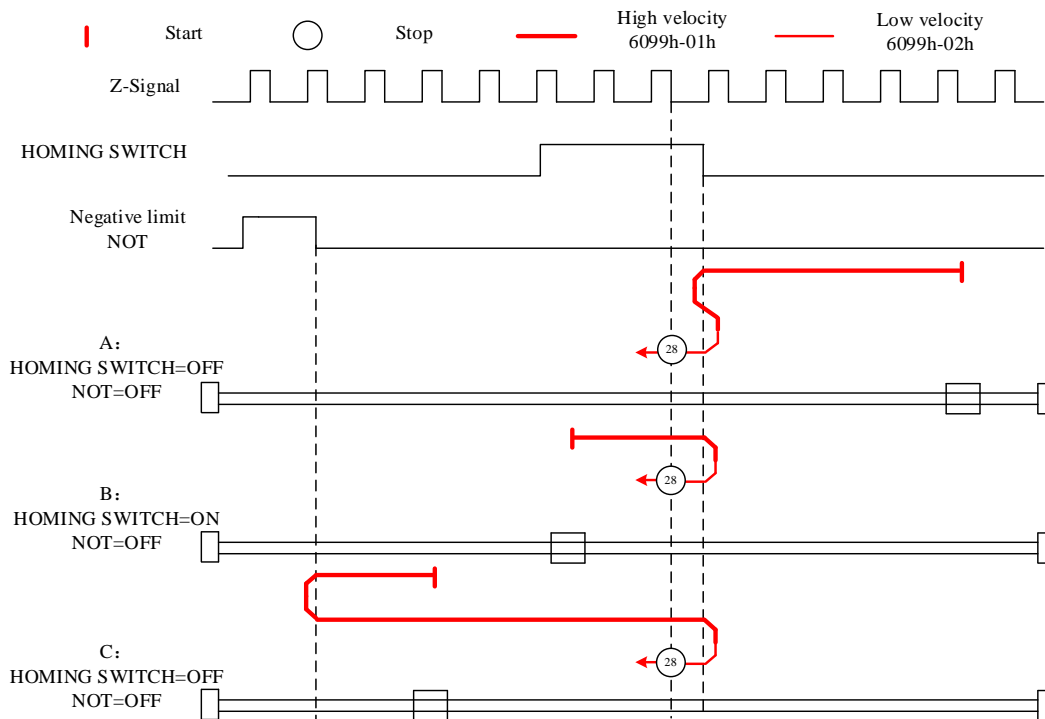 Start
Stop
High velocity
6099h-01h
Low velocity
6099h-02h
Z-Signal
HOMING SWITCH
Negative limit
NOT
28
A：
HOMING SWITCH=OFF
NOT=OFF
28
B：
HOMING SWITCH=ON
NOT=OFF
28
C：
HOMING SWITCH=OFF
NOT=OFF